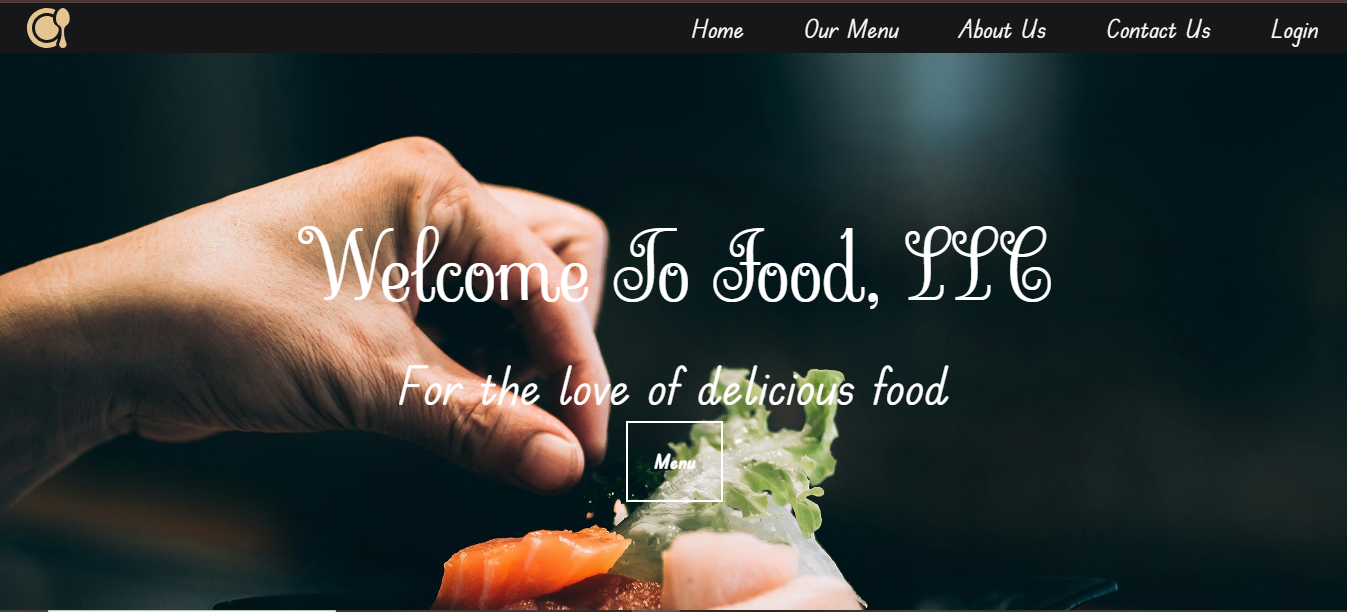 Home Our Menu About Us Contact Us Login
Welcome To Food, LLC
For the love of delicious food
Menu